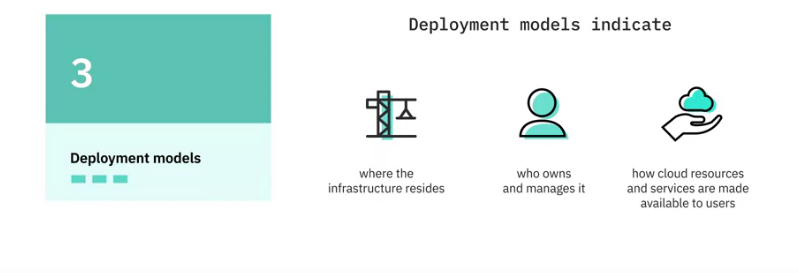 3
Deployment models
Deployment models indicate
where the
infrastructure resides
who owns
and manages it
how cloud resources
and services are made
available to users